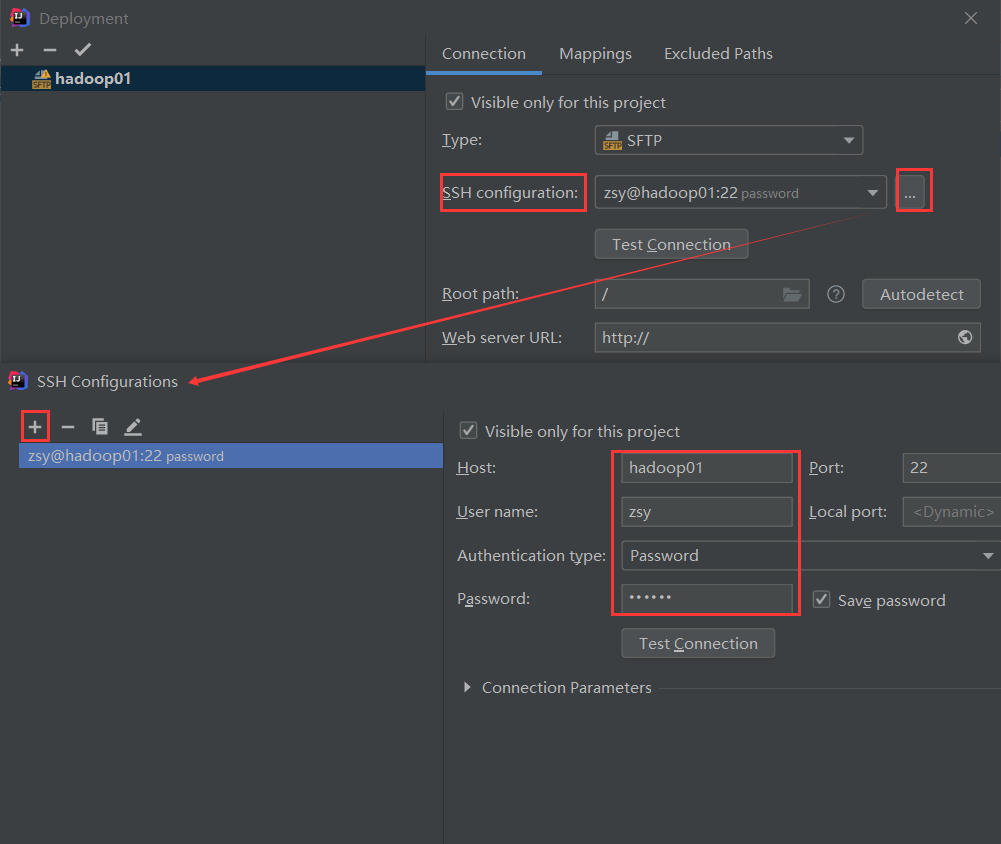 Deployment
hadoop01
Connection Mappings Excluded Paths
Visible only for this project
Type: SFTP
SSH configuration: zsy@hadoop01:22 password ...
Test Connection
Root path: / Autodetect
Web server URL: http://
SSH Configurations
zsy@hadoop01:22 password
Visible only for this project
Host: hadoop01 Port: 22
User name: zsy Local port: <Dynamic>
Authentication type: Password
Password: •••••• Save password
Test Connection
Connection Parameters